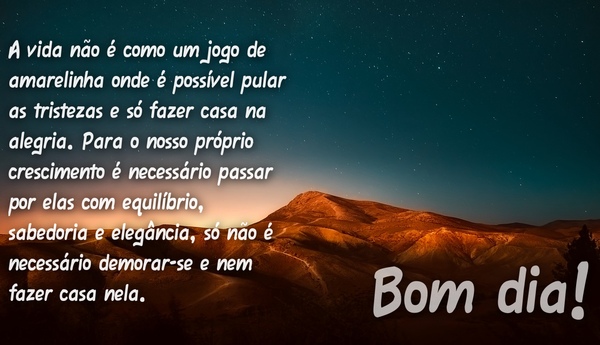 A vida não é como um jogo de
amarelinha onde é possível pular
as tristezas e só fazer casa na
alegria. Para o nosso próprio
crescimento é necessário passar
por elas com equilíbrio,
sabedoria e elegância, só não é
necessário demorar-se e nem
fazer casa nela.
Bom dia!